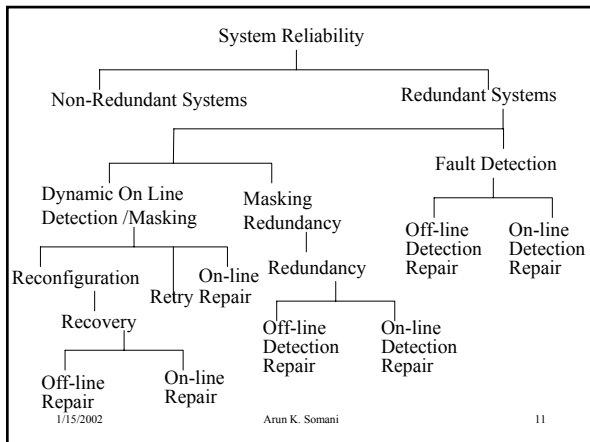 System Reliability
Non-Redundant Systems
Redundant Systems
Fault Detection
Dynamic On Line
Detection /Masking
Masking
Redundancy
Off-line
Detection
Repair
On-line
Detection
Repair
Reconfiguration
Retry
On-line
Repair
Redundancy
Recovery
Off-line
Detection
Repair
On-line
Detection
Repair
Off-line
Repair
On-line
Repair
1/15/2002
Arun K. Somani
11